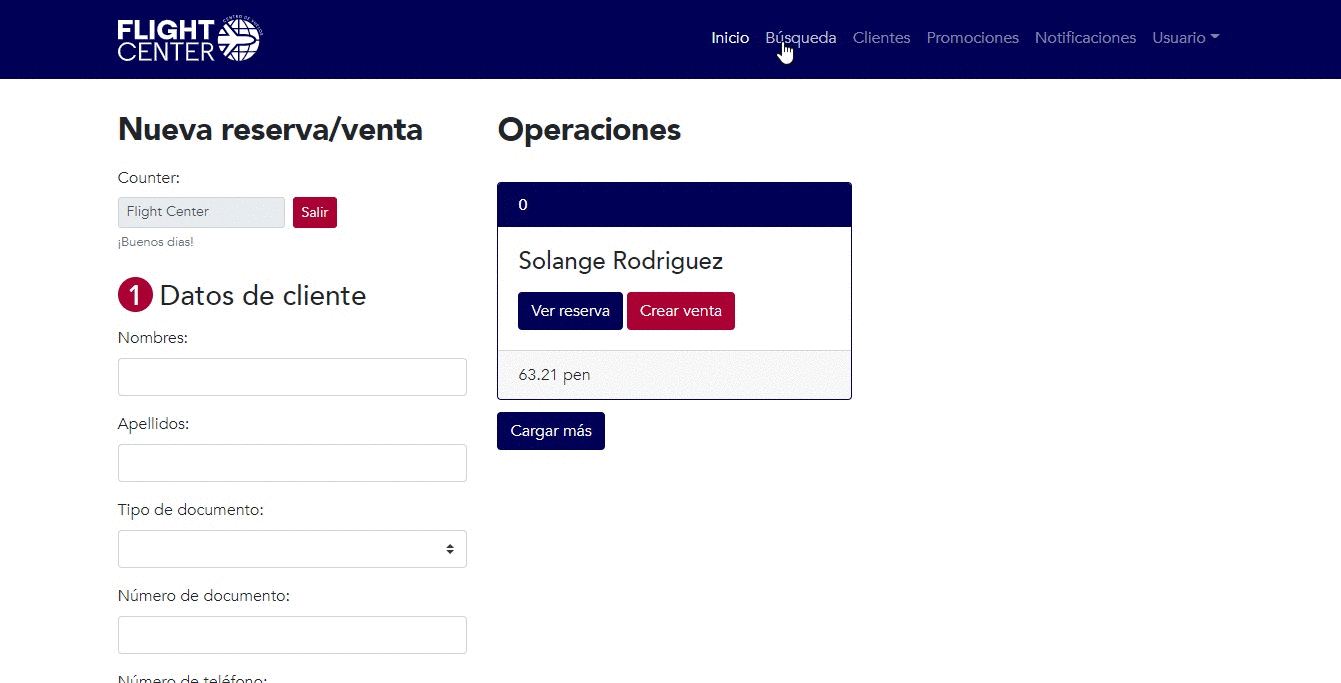 FLIGHT
CENTER
Inicio Búsqueda Clientes Promociones Notificaciones Usuario
Nueva reserva/venta
Counter:
Flight Center Salir
¡Buenos dias!
1 Datos de cliente
Nombres:
Apellidos:
Tipo de documento:
Número de documento:
Número de teléfono:
Operaciones
0
Solange Rodriguez
Ver reserva Crear venta
63.21 pen
Cargar más